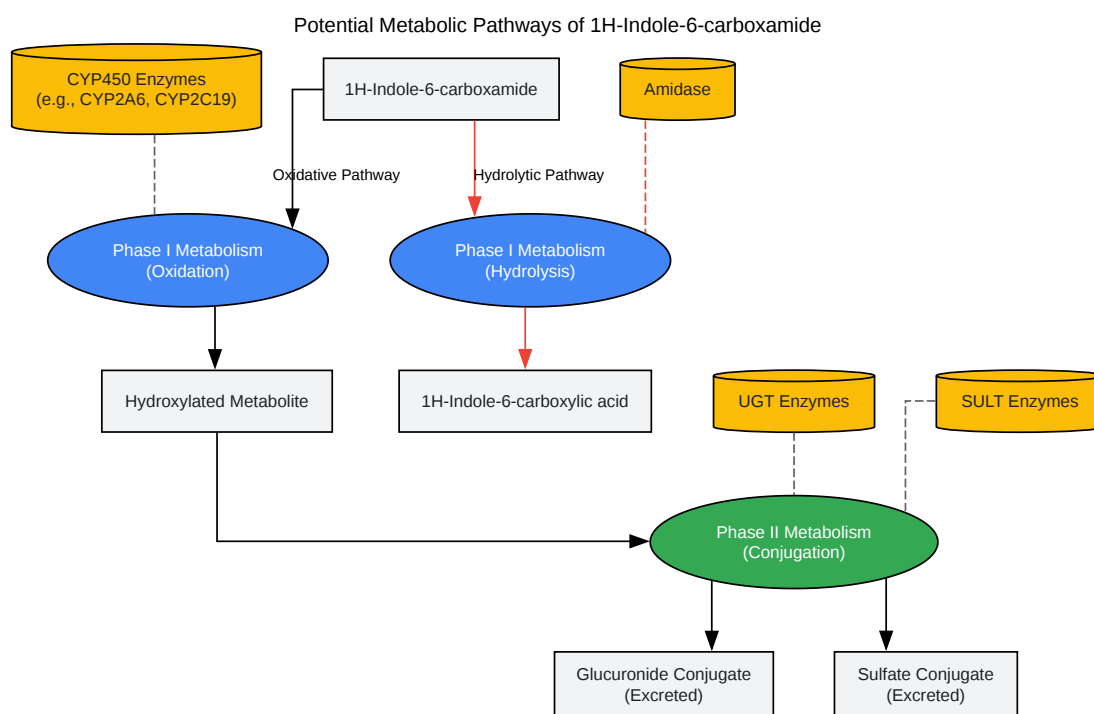 Potential Metabolic Pathways of 1H-Indole-6-carboxamide
CYP450 Enzymes
(e.g., CYP2A6, CYP2C19)
1H-Indole-6-carboxamide
Amidase
Oxidative Pathway
Hydrolytic Pathway
Phase I Metabolism
(Oxidation)
Phase I Metabolism
(Hydrolysis)
Hydroxylated Metabolite
1H-Indole-6-carboxylic acid
UGT Enzymes
SULT Enzymes
Phase II Metabolism
(Conjugation)
Glucuronide Conjugate
(Excreted)
Sulfate Conjugate
(Excreted)